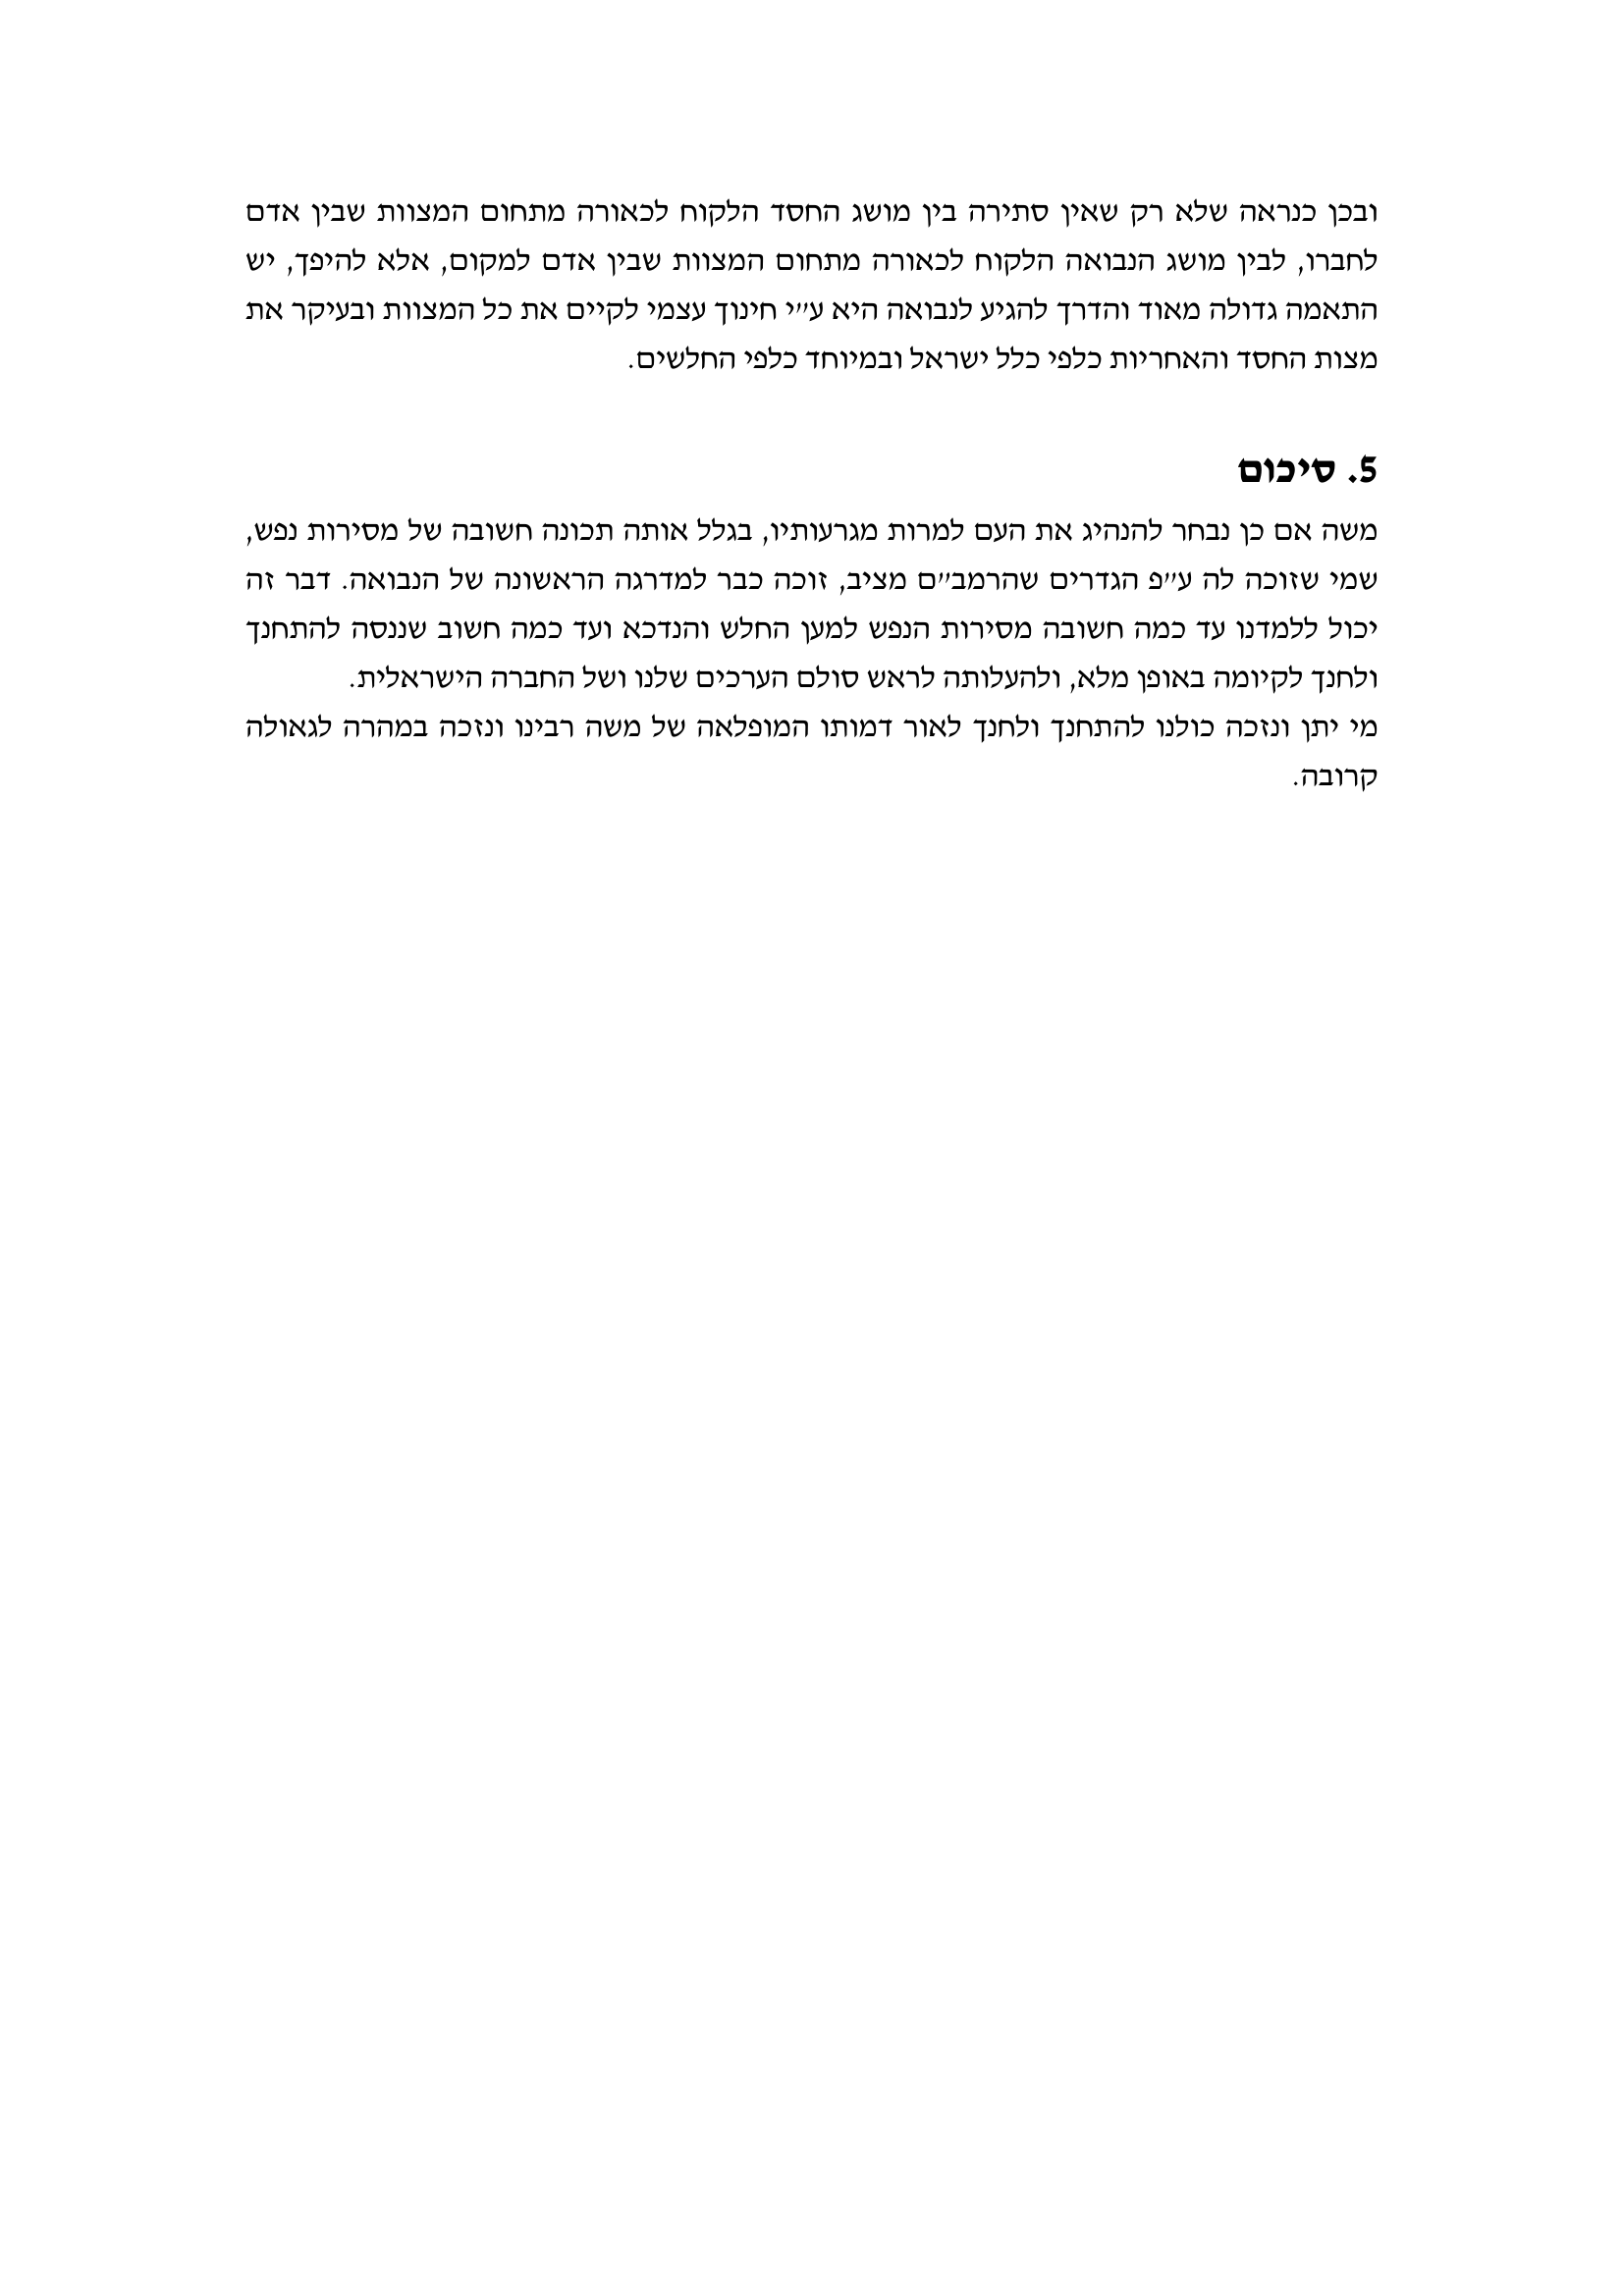 ובכן כנראה שלא רק שאין סתירה בין מושג החסד הלקוח לכאורה מתחום המצוות שבין אדם
לחברו, לבין מושג הנבואה הלקוח לכאורה מתחום המצוות שבין אדם למקום, אלא להיפך, יש
התאמה גדולה מאוד והדרך להגיע לנבואה היא ע״י חינוך עצמי לקיים את כל המצוות ובעיקר את
מצות החסד והאחריות כלפי כלל ישראל ובמיוחד כלפי החלשים.
5. סיכום
משה אם כן נבחר להנהיג את העם למרות מגרעותיו, בגלל אותה תכונה חשובה של מסירות נפש,
שמי שזוכה לה ע״פ הגדרים שהרמב״ם מציב, זוכה כבר למדרגה הראשונה של הנבואה. דבר זה
יכול ללמדנו עד כמה חשובה מסירות הנפש למען החלש והנדכא ועד כמה חשוב שננסה להתחנך
ולחנך לקיומה באופן מלא, ולהעלותה לראש סולם הערכים שלנו ושל החברה הישראלית.
מי יתן ונזכה כולנו להתחנך ולחנך לאור דמותו המופלאה של משה רבינו ונזכה במהרה לגאולה
קרובה.